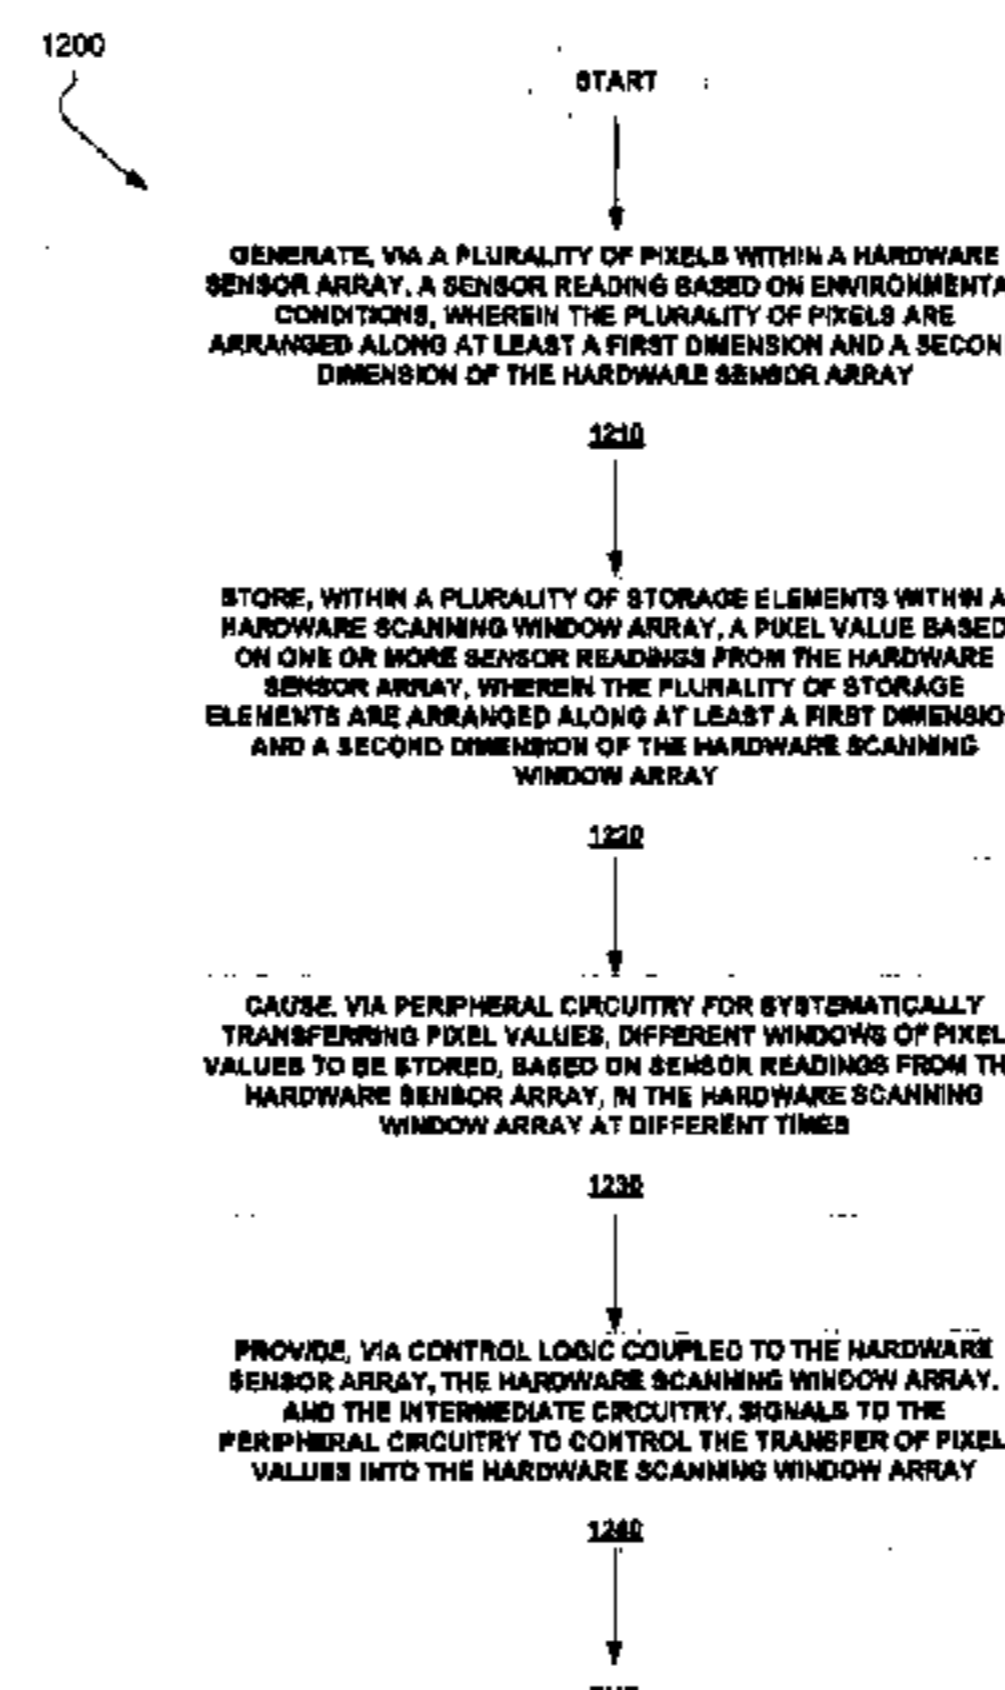 1200
START
GENERATE, VIA A PLURALITY OF PIXELS WITHIN A HARDWARE
SENSOR ARRAY, A SENSOR READING BASED ON ENVIRONMENTA
CONDITIONS, WHEREIN THE PLURALITY OF PIXELS ARE
ARRANGED ALONG AT LEAST A FIRST DIMENSION AND A SECON
DIMENSION OF THE HARDWARE SENSOR ARRAY
1210
STORE, WITHIN A PLURALITY OF STORAGE ELEMENTS WITHIN A
HARDWARE SCANNING WINDOW ARRAY, A PIXEL VALUE BASED
ON ONE OR MORE SENSOR READINGS FROM THE HARDWARE
SENSOR ARRAY, WHEREIN THE PLURALITY OF STORAGE
ELEMENTS ARE ARRANGED ALONG AT LEAST A FIRST DIMENSIO
AND A SECOND DIMENSION OF THE HARDWARE SCANNING
WINDOW ARRAY
1220
CAUSE, VIA PERIPHERAL CIRCUITRY FOR SYSTEMATICALLY
TRANSFERRING PIXEL VALUES, DIFFERENT WINDOWS OF PIXEL
VALUES TO BE STORED, BASED ON SENSOR READINGS FROM TH
HARDWARE SENSOR ARRAY, IN THE HARDWARE SCANNING
WINDOW ARRAY AT DIFFERENT TIMES
1230
PROVIDE, VIA CONTROL LOGIC COUPLED TO THE HARDWARE
SENSOR ARRAY, THE HARDWARE SCANNING WINDOW ARRAY,
AND THE INTERMEDIATE CIRCUITRY, SIGNALS TO THE
PERIPHERAL CIRCUITRY TO CONTROL THE TRANSFER OF PIXEL
VALUES INTO THE HARDWARE SCANNING WINDOW ARRAY
1240